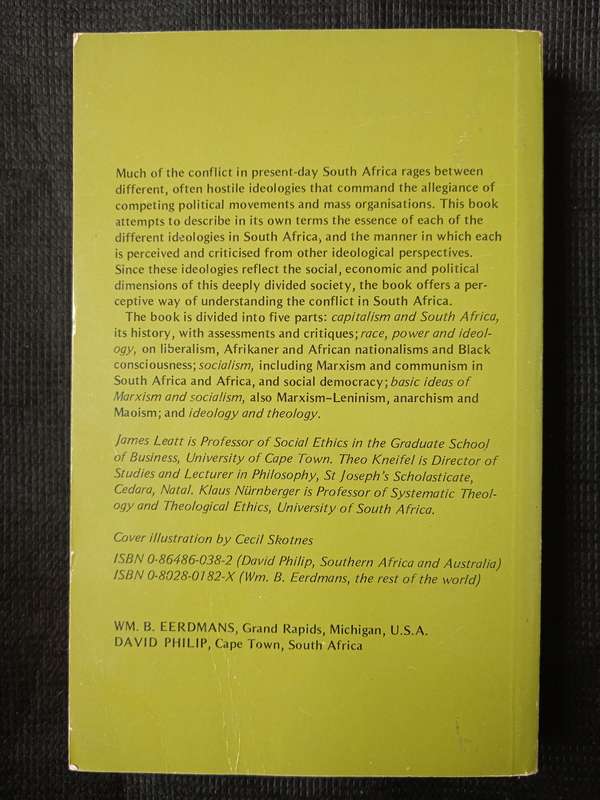 Much of the conflict in present-day South Africa rages between
different, often hostile ideologies that command the allegiance of
competing political movements and mass organisations. This book
attempts to describe in its own terms the essence of each of the
different ideologies in South Africa, and the manner in which each
is perceived and criticised from other ideological perspectives.
Since these ideologies reflect the social, economic and political
dimensions of this deeply divided society, the book offers a per-
ceptive way of understanding the conflict in South Africa.
The book is divided into five parts: capitalism and South Africa,
its history, with assessments and critiques; race, power and ideol-
ogy, on liberalism, Afrikaner and African nationalisms and Black
consciousness; socialism, including Marxism and communism in
South Africa and Africa, and social democracy; basic ideas of
Marxism and socialism, also Marxism–Leninism, anarchism and
Maoism; and ideology and theology.
James Leatt is Professor of Social Ethics in the Graduate School
of Business, University of Cape Town. Theo Kneifel is Director of
Studies and Lecturer in Philosophy, St Joseph's Scholasticate,
Cedara, Natal. Klaus Nürnberger is Professor of Systematic Theol-
ogy and Theological Ethics, University of South Africa.
Cover illustration by Cecil Skotnes
ISBN 0-86486-038-2 (David Philip, Southern Africa and Australia)
ISBN 0-8028-0182-X (Wm. B. Eerdmans, the rest of the world)
WM. B. EERDMANS, Grand Rapids, Michigan, U.S.A.
DAVID PHILIP, Cape Town, South Africa